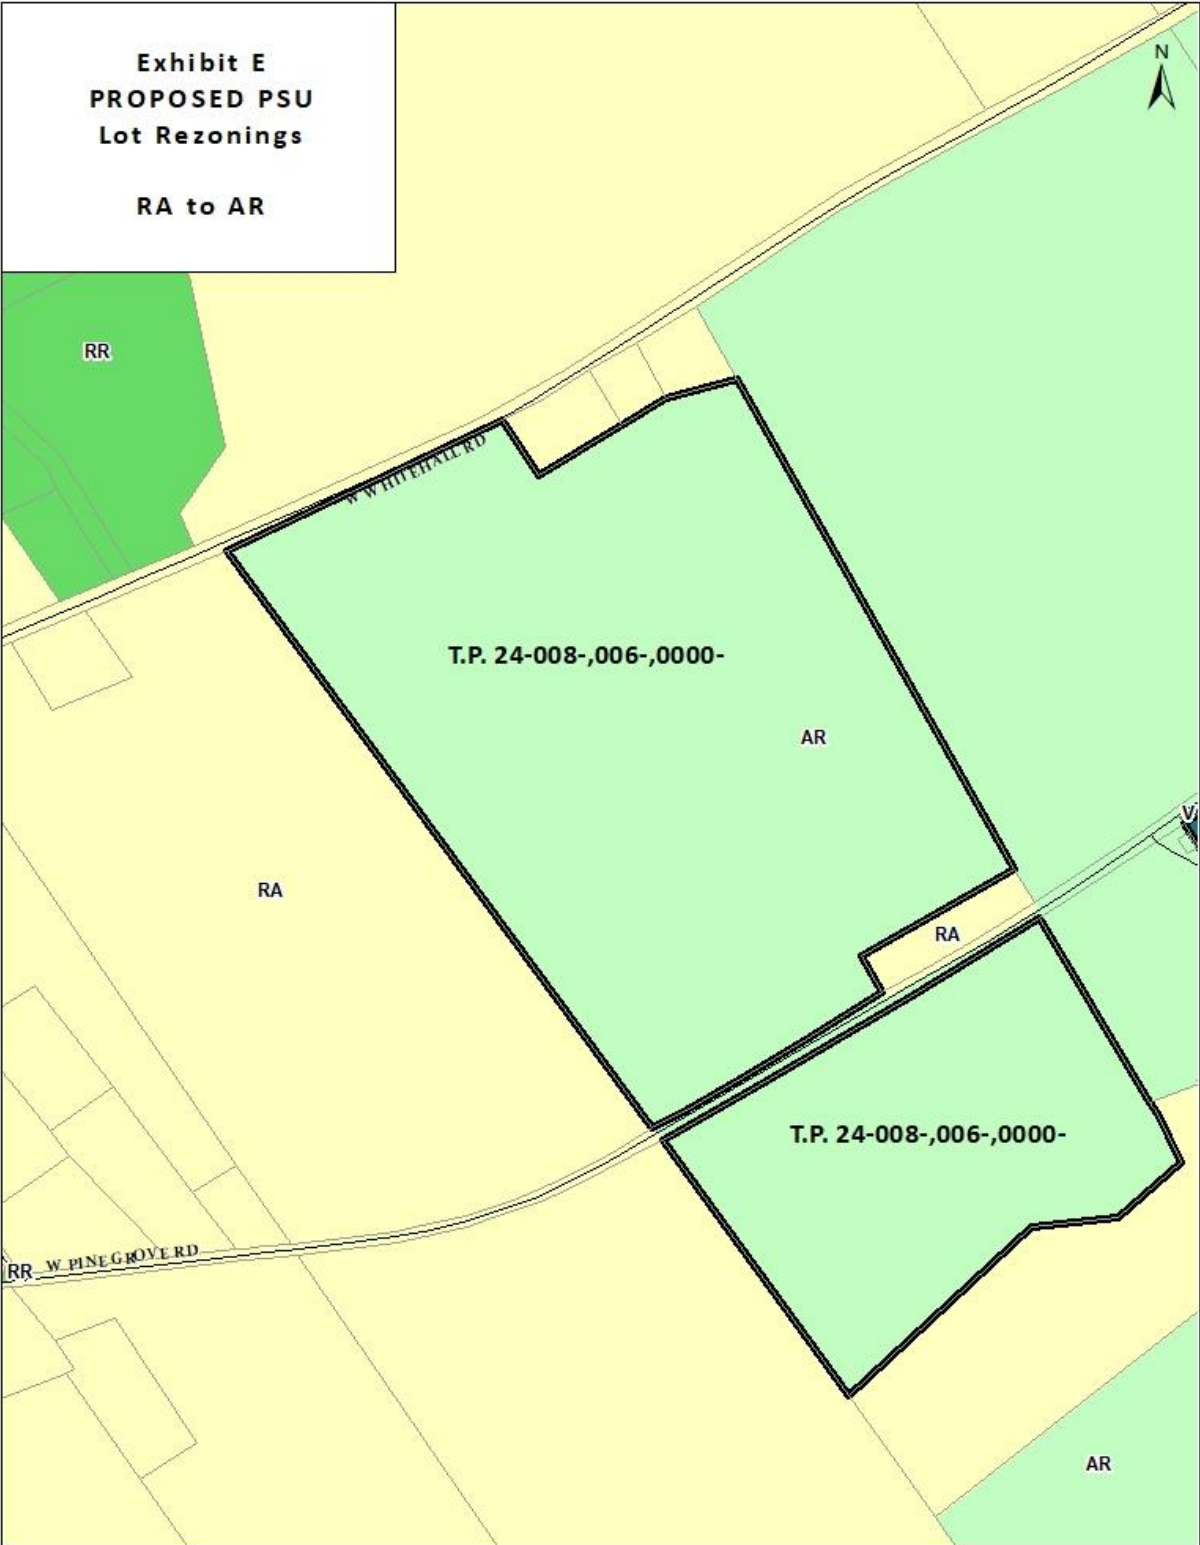 Exhibit E
PROPOSED PSU
Lot Rezonings
RA to AR
N
RR
W WHITEHALL RD
T.P. 24-008-,006-,0000-
AR
V
RA
RA
T.P. 24-008-,006-,0000-
W PINE GROVE RD
RR
AR